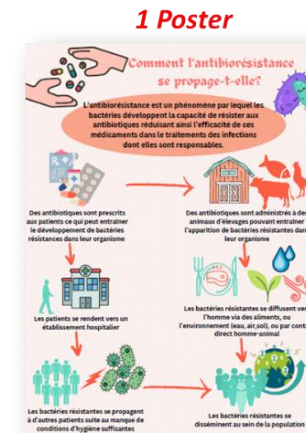 1 Poster
Comment l'antibiorésistance
se propage-t-elle?
L'antibiorésistance est un phénomène par lequel les
bactéries développent la capacité de résister aux
antibiotiques réduisant ainsi l'efficacité de ces
médicaments dans le traitements des infections
dont elles sont responsables.
Des antibiotiques sont prescrits
aux patients ce qui peut entraîner
le développement de bactéries
résistances dans leur organisme
Des antibiotiques sont administrés à des
animaux d'élevages pouvant entraîner
l'apparition de bactéries résistantes dans
leur organisme
Les patients se rendent vers un
établissement hospitalier
Les bactéries résistantes se diffusent vers
l'homme via des aliments, ou
l'environnement (eau, air,sol), ou par
direct homme-animal
Les bactéries résistantes se propagent
à d'autres patients suite au manque de
conditions d'hygiène suffisantes
Les bactéries résistantes se
disséminent au sein de la population